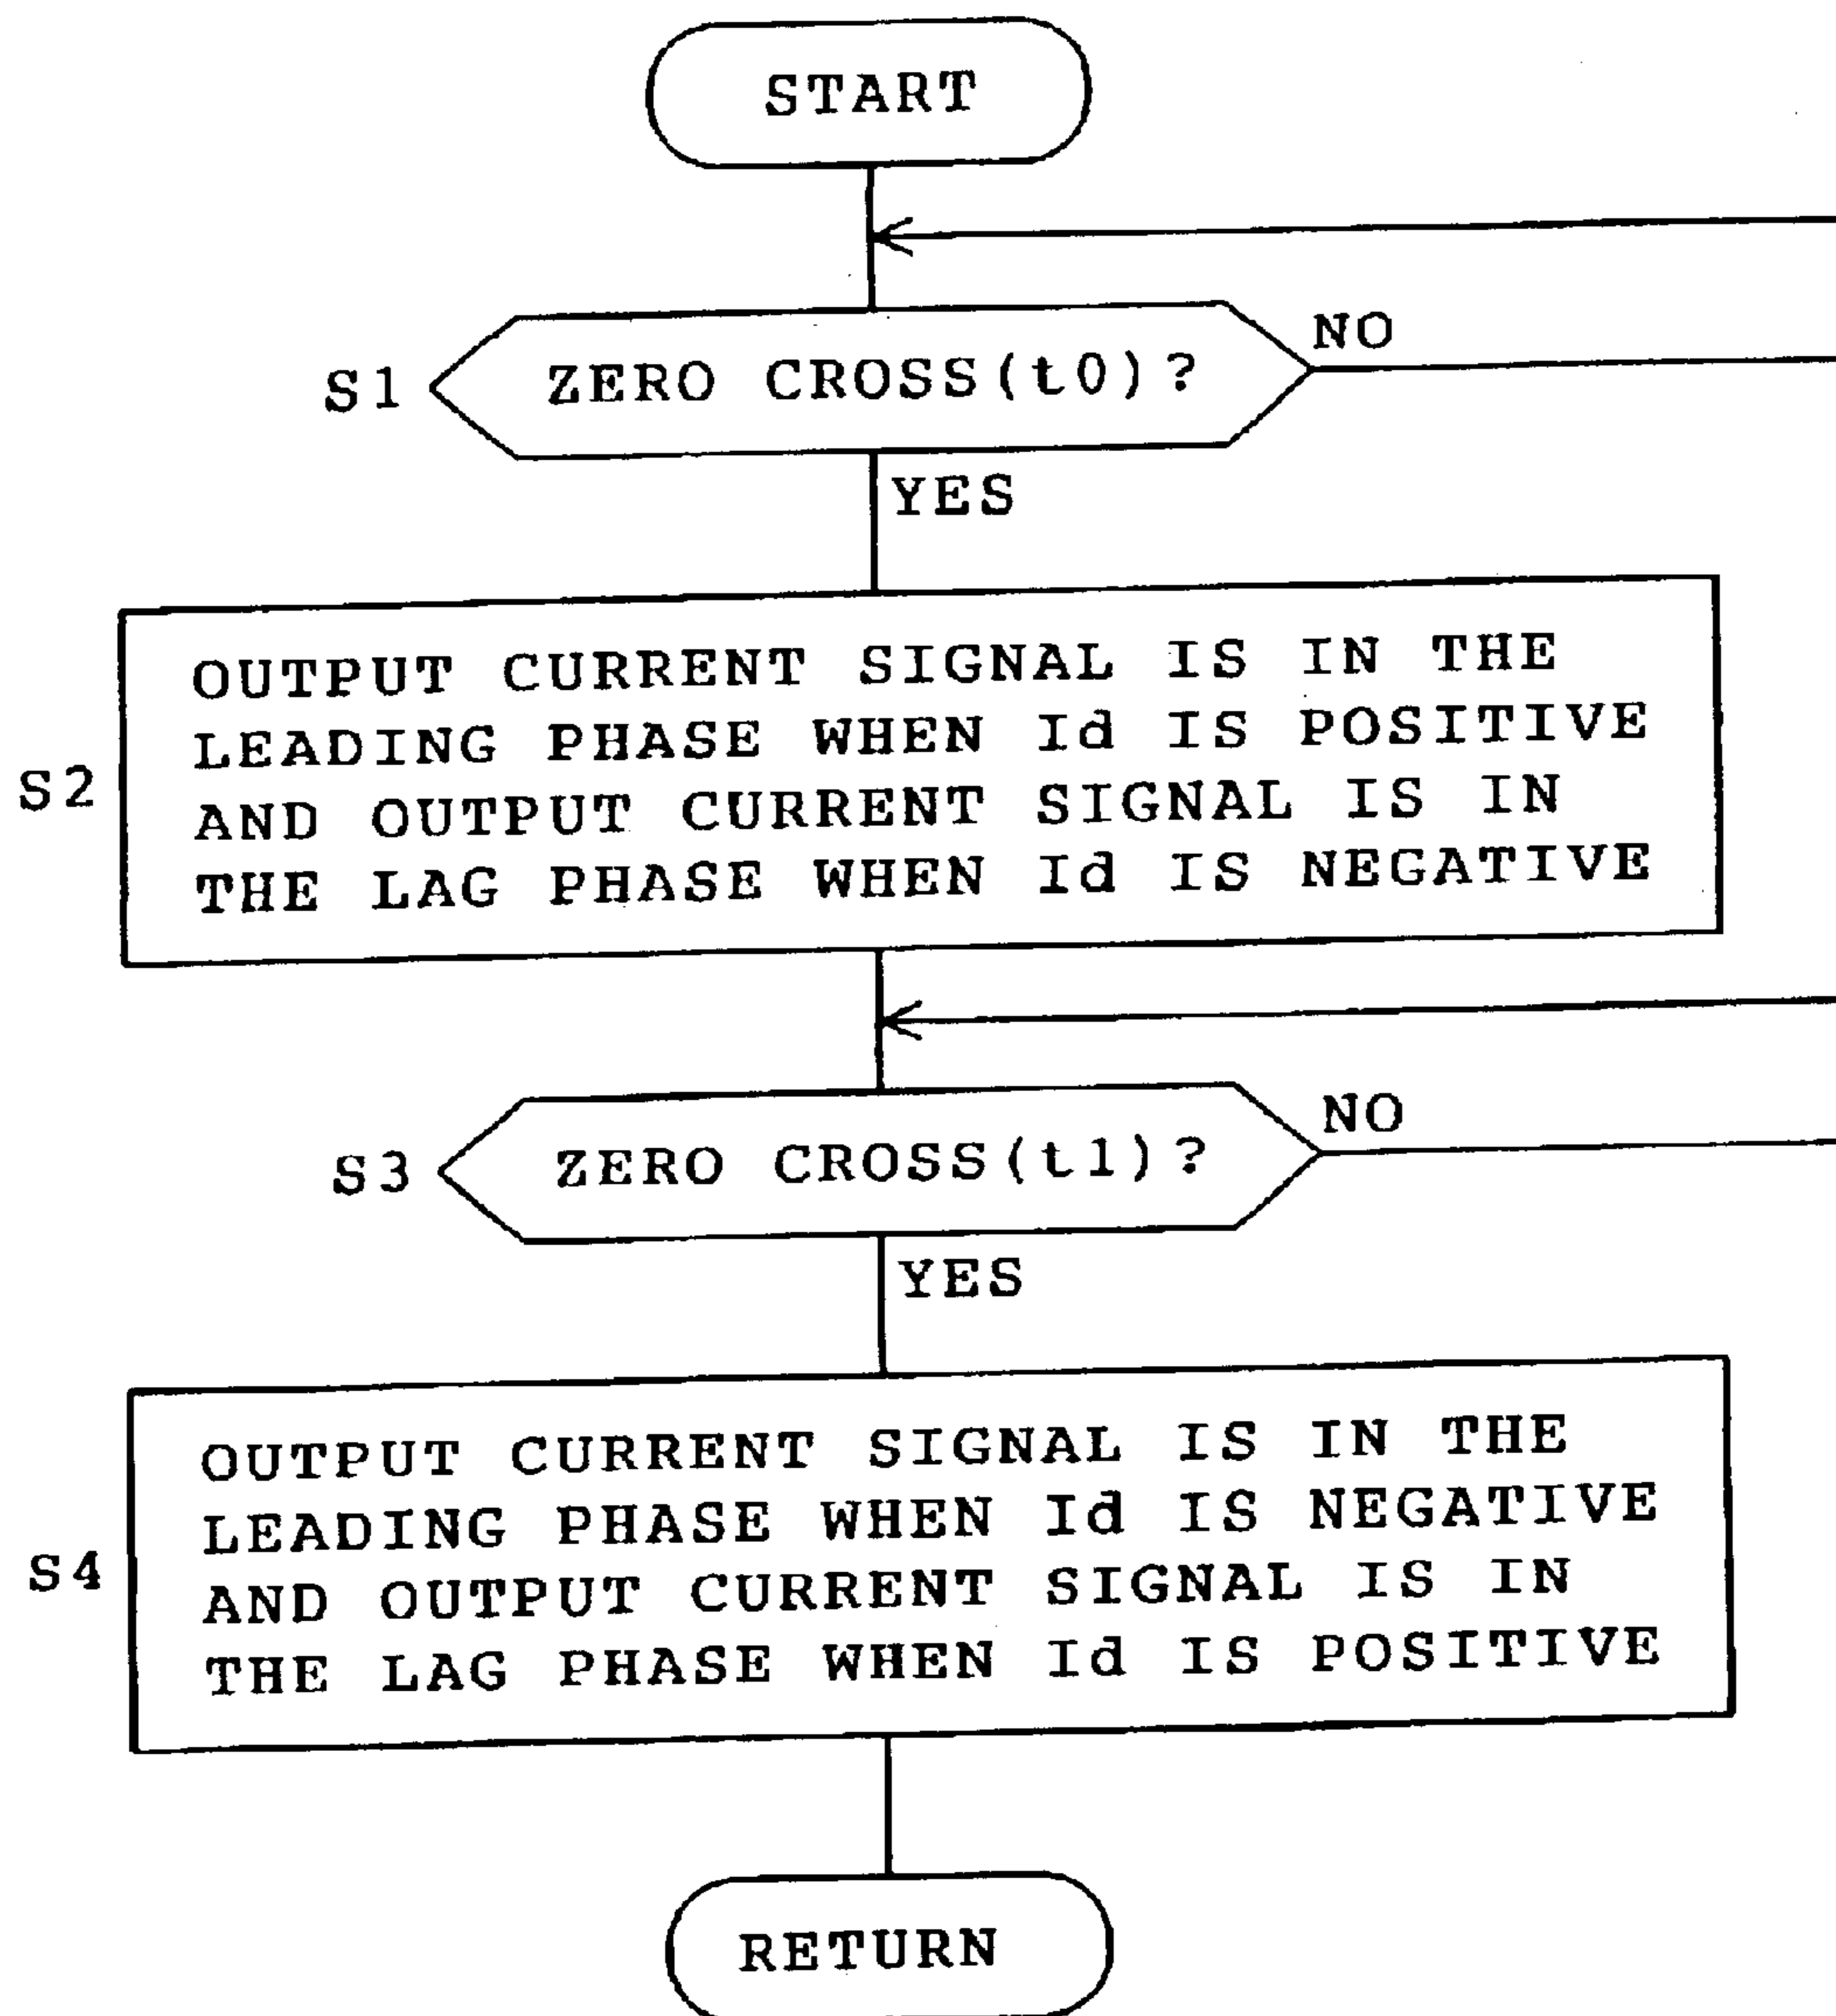 START
S1
ZERO CROSS(t0)?
NO
YES
S2
OUTPUT CURRENT SIGNAL IS IN THE
LEADING PHASE WHEN Id IS POSITIVE
AND OUTPUT CURRENT SIGNAL IS IN
THE LAG PHASE WHEN Id IS NEGATIVE
S3
ZERO CROSS(t1)?
NO
YES
S4
OUTPUT CURRENT SIGNAL IS IN THE
LEADING PHASE WHEN Id IS NEGATIVE
AND OUTPUT CURRENT SIGNAL IS IN
THE LAG PHASE WHEN Id IS POSITIVE
RETURN